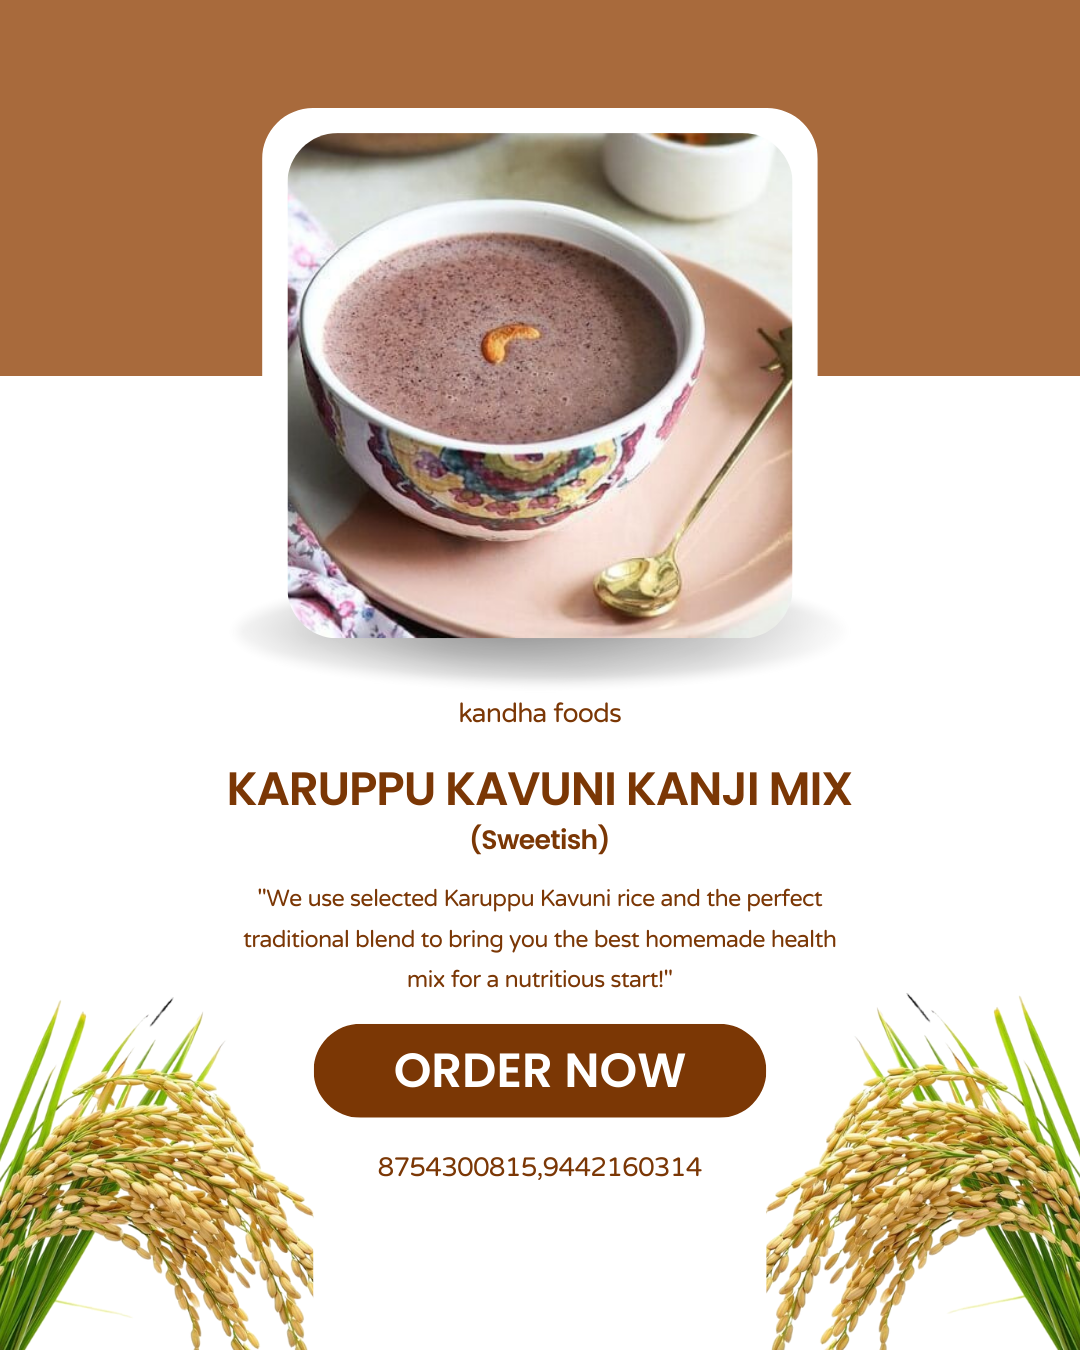 kandha foods
KARUPPU KAVUNI KANJI MIX
(Sweetish)
"We use selected Karuppu Kavuni rice and the perfect
traditional blend to bring you the best homemade health
mix for a nutritious start!"
ORDER NOW
8754300815,9442160314